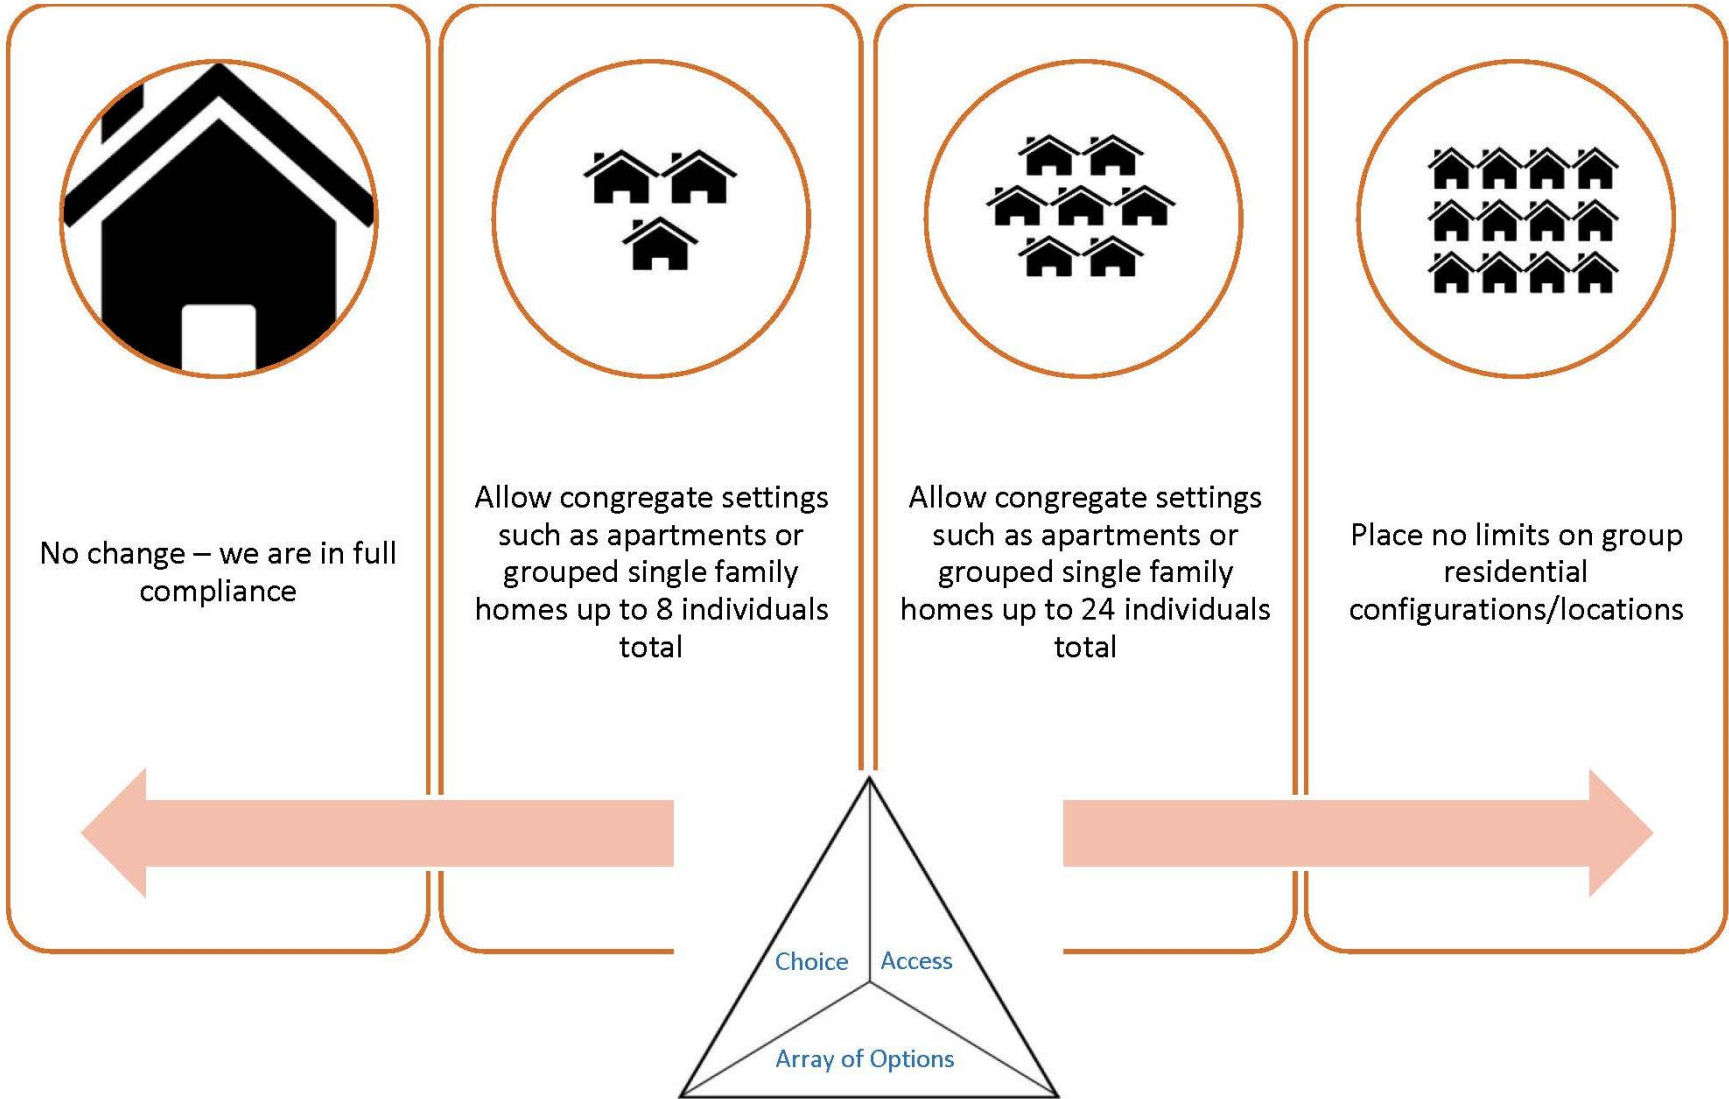 No change – we are in full
compliance
Allow congregate settings
such as apartments or
grouped single family
homes up to 8 individuals
total
Allow congregate settings
such as apartments or
grouped single family
homes up to 24 individuals
total
Place no limits on group
residential
configurations/locations
Choice
Access
Array of Options